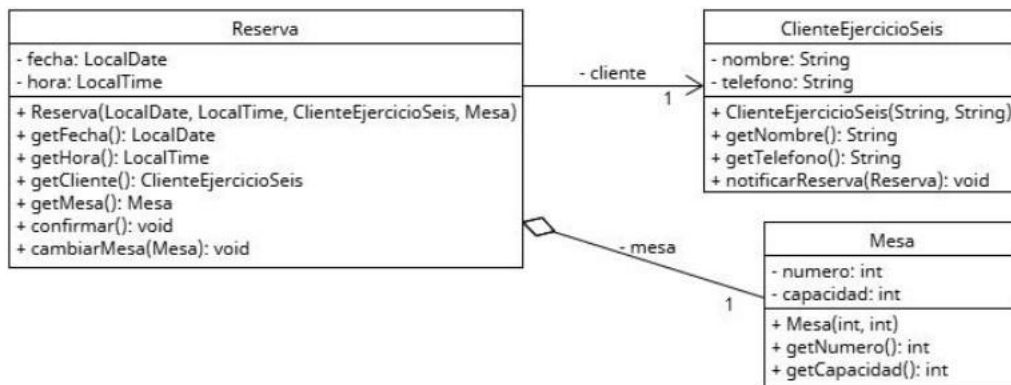 Reserva
- fecha: LocalDate
- hora: LocalTime
+ Reserva(LocalDate, LocalTime, ClienteEjercicioSeis, Mesa)
+ getFecha(): LocalDate
+ getHora(): LocalTime
+ getCliente(): ClienteEjercicioSeis
+ getMesa(): Mesa
+ confirmar(): void
+ cambiarMesa(Mesa): void
- cliente
1
ClienteEjercicioSeis
- nombre: String
- telefono: String
+ ClienteEjercicioSeis(String, String)
+ getNombre(): String
+ getTelefono(): String
+ notificarReserva(Reserva): void
- mesa
1
Mesa
- numero: int
- capacidad: int
+ Mesa(int, int)
+ getNumero(): int
+ getCapacidad(): int